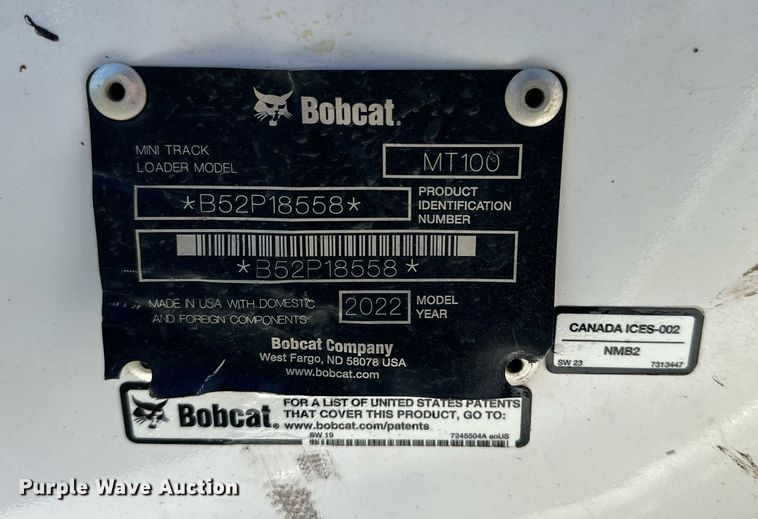 Bobcat.
MINI TRACK
LOADER MODEL
MT100
*B52P18558*
PRODUCT
IDENTIFICATION
NUMBER
*B52P18558*
MADE IN USA WITH DOMESTIC
AND FOREIGN COMPONENTS
2022
MODEL
YEAR
Bobcat Company
West Fargo, ND 58078 USA
www.bobcat.com
CANADA ICES-002
NMB2
SW 23 7313447
Bobcat.
FOR A LIST OF UNITED STATES PATENTS
THAT COVER THIS PRODUCT, GO TO:
www.bobcat.com/patents
SW 19 7245504A enUS
Purple Wave Auction